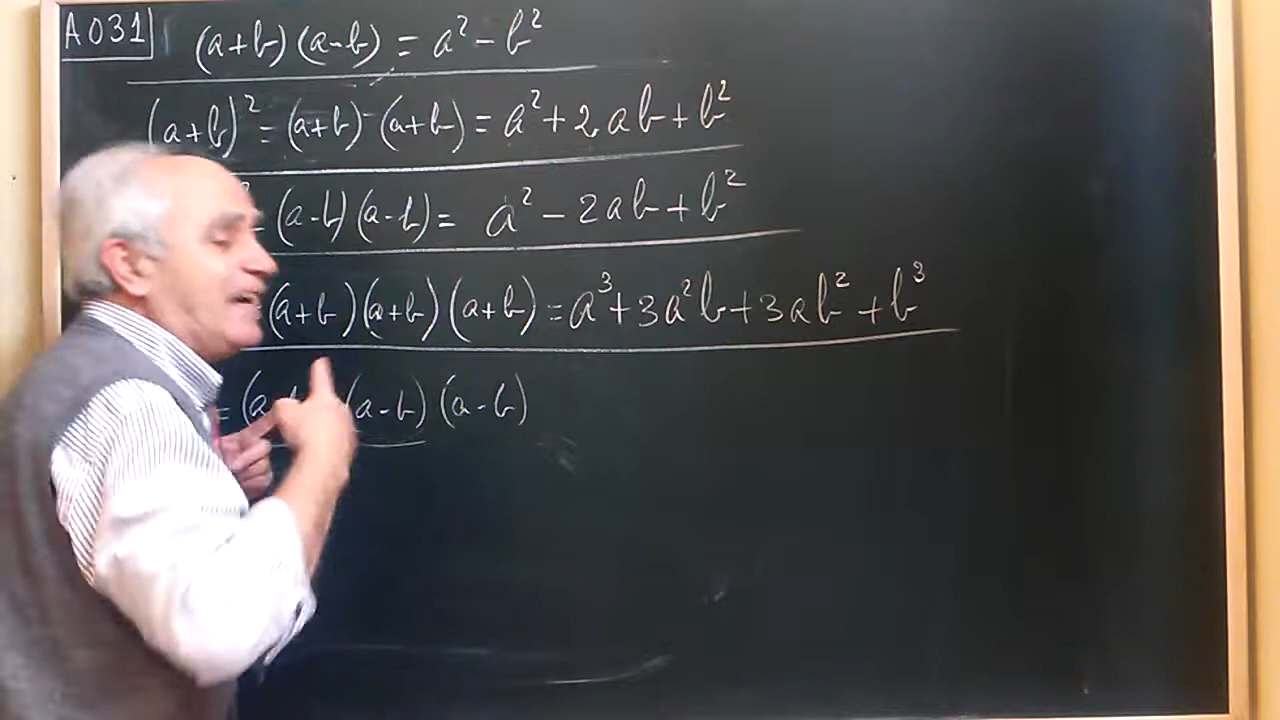 A031
(a+b)(a-b) = a² - b²
(a+b)² = (a+b)·(a+b) = a² + 2ab + b²
(a-b)(a-b) = a² - 2ab + b²
(a+b)(a+b)(a+b) = a³ + 3a²b + 3ab² + b³
= (a (a-b)(a-b)